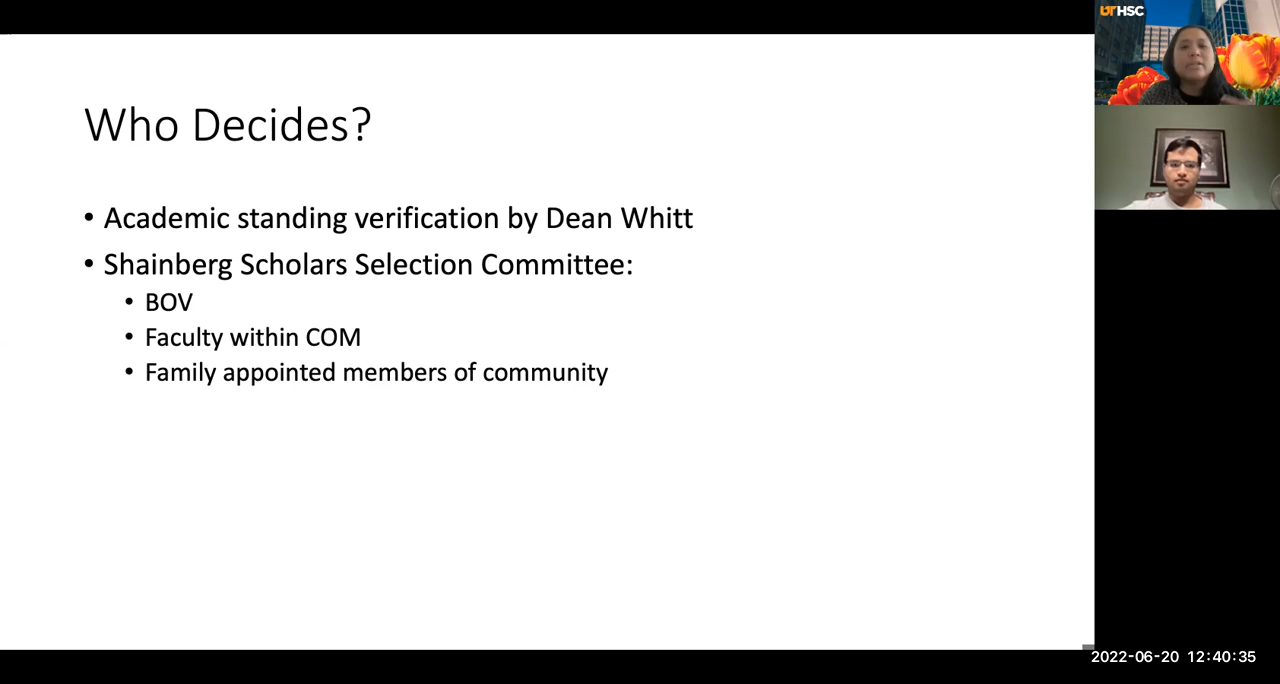 UTHSC
Who Decides?
• Academic standing verification by Dean Whitt
• Shainberg Scholars Selection Committee:
• BOV
• Faculty within COM
• Family appointed members of community
2022-06-20 12:40:35